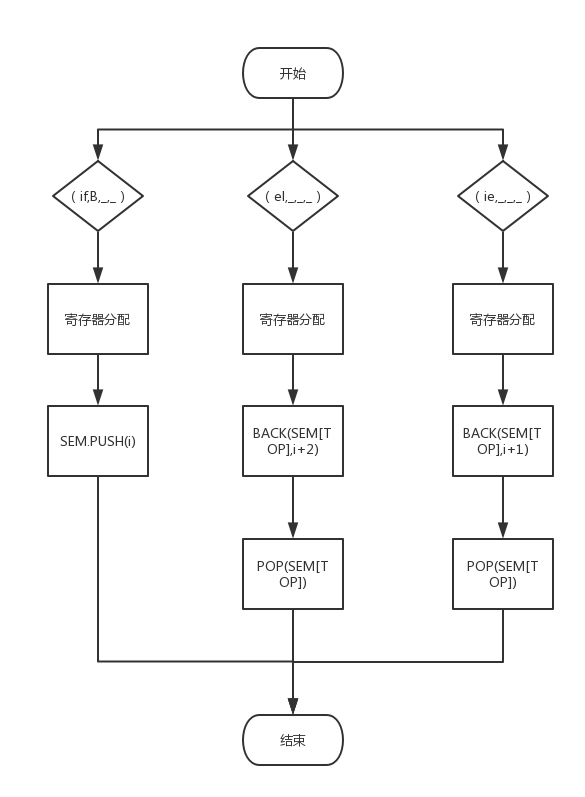 开始
( if,B,_,_ )
( el,_,_,_ )
( ie,_,_,_ )
寄存器分配
寄存器分配
寄存器分配
SEM.PUSH(i)
BACK(SEM[T
OP],i+2)
BACK(SEM[T
OP],i+1)
POP(SEM[T
OP])
POP(SEM[T
OP])
结束